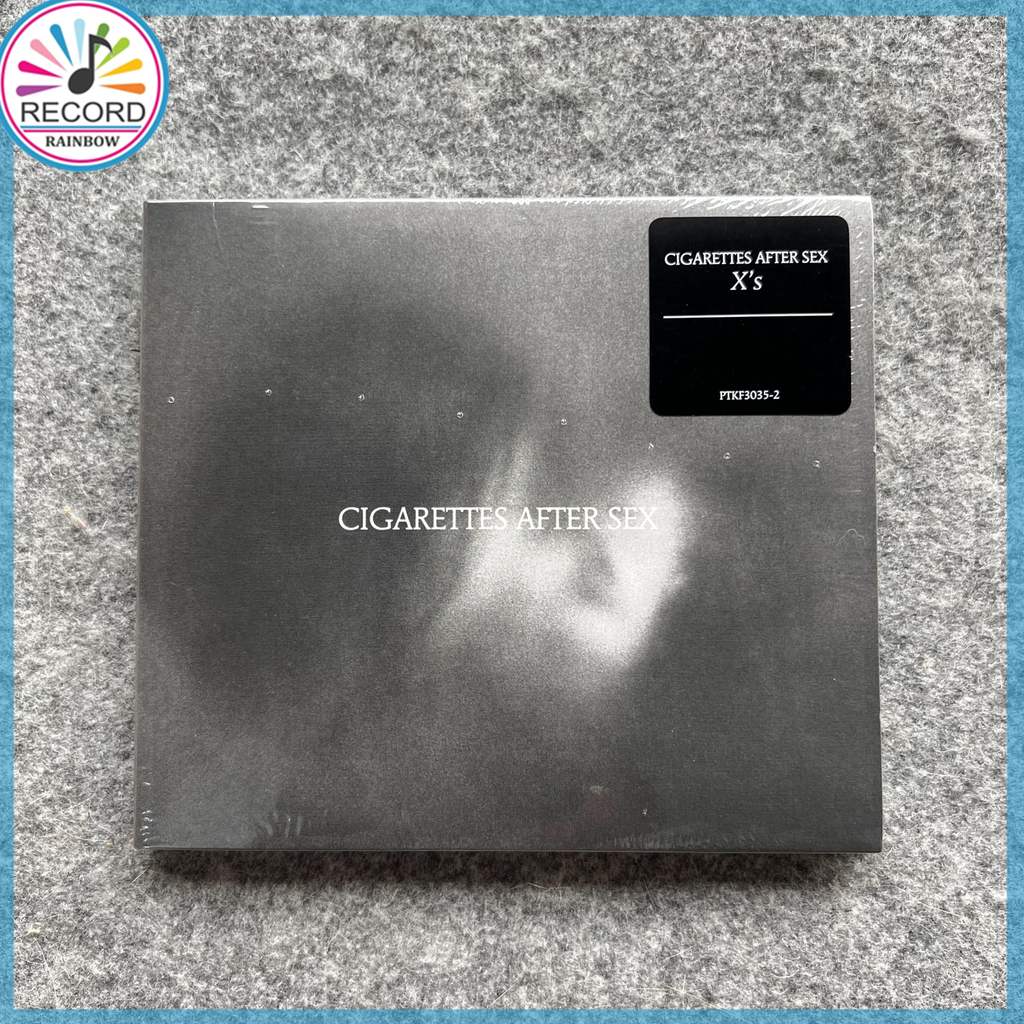 RECORD
RAINBOW
CIGARETTES AFTER SEX
X's
PTKF3035-2
CIGARETTES AFTER SEX